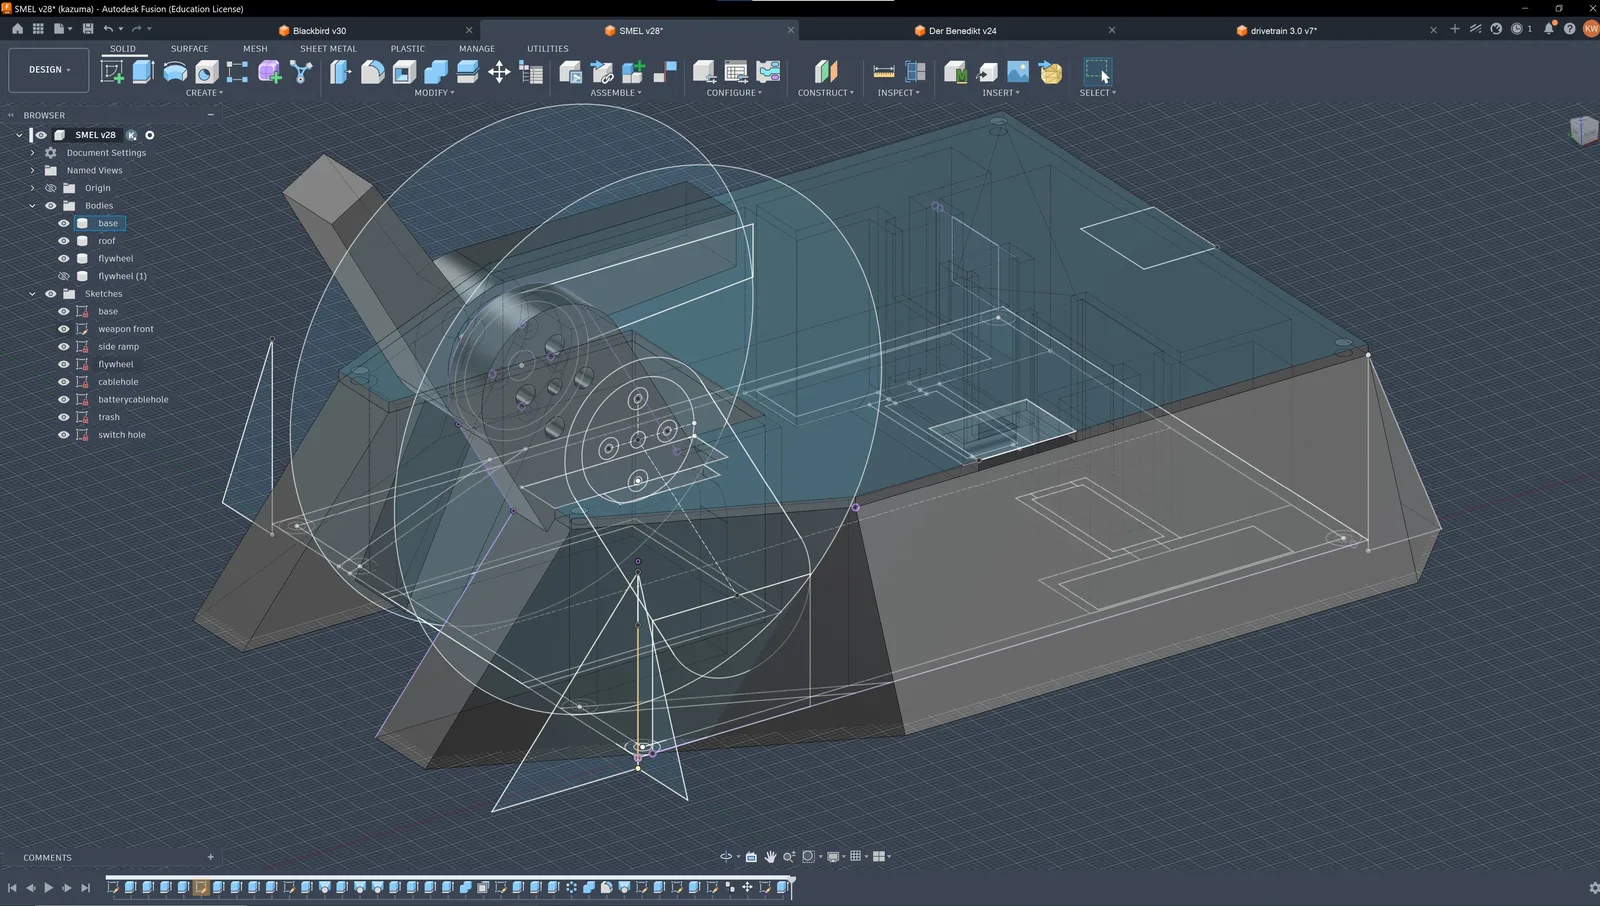 SMEL v28* (kazuma) - Autodesk Fusion (Education License)
Blackbird v30
SMEL v28*
Der Benedikt v24
drivetrain 3.0 v7*
1
KW
SOLID
SURFACE
MESH
SHEET METAL
PLASTIC
MANAGE
UTILITIES
DESIGN
CREATE
MODIFY
ASSEMBLE
CONFIGURE
CONSTRUCT
INSPECT
INSERT
SELECT
BROWSER
SMEL v28
K
Document Settings
Named Views
Origin
Bodies
base
roof
flywheel
flywheel (1)
Sketches
base
weapon front
side ramp
flywheel
cablehole
batterycablehole
trash
switch hole
COMMENTS